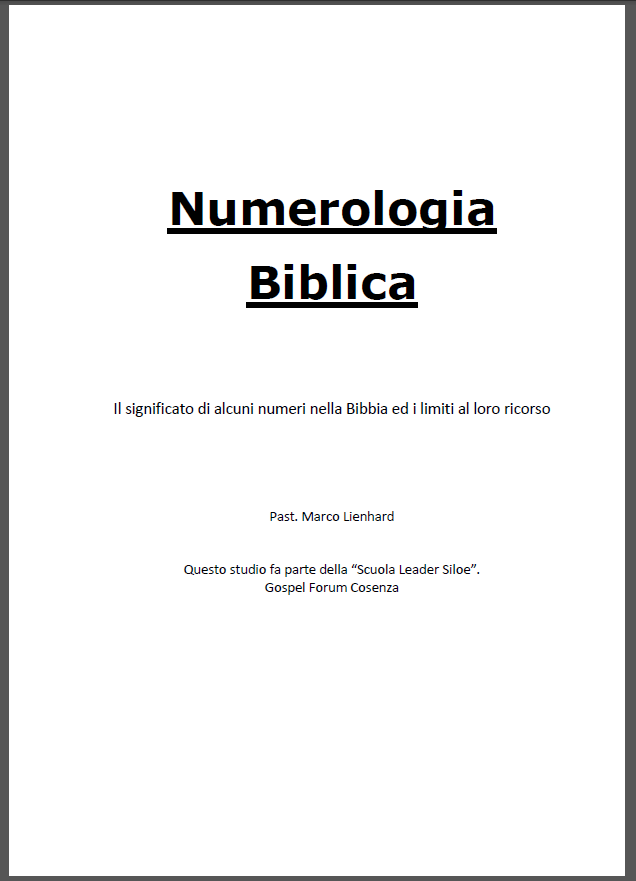 Numerologia
Biblica
Il significato di alcuni numeri nella Bibbia ed i limiti al loro ricorso
Past. Marco Lienhard
Questo studio fa parte della “Scuola Leader Siloe”.
Gospel Forum Cosenza